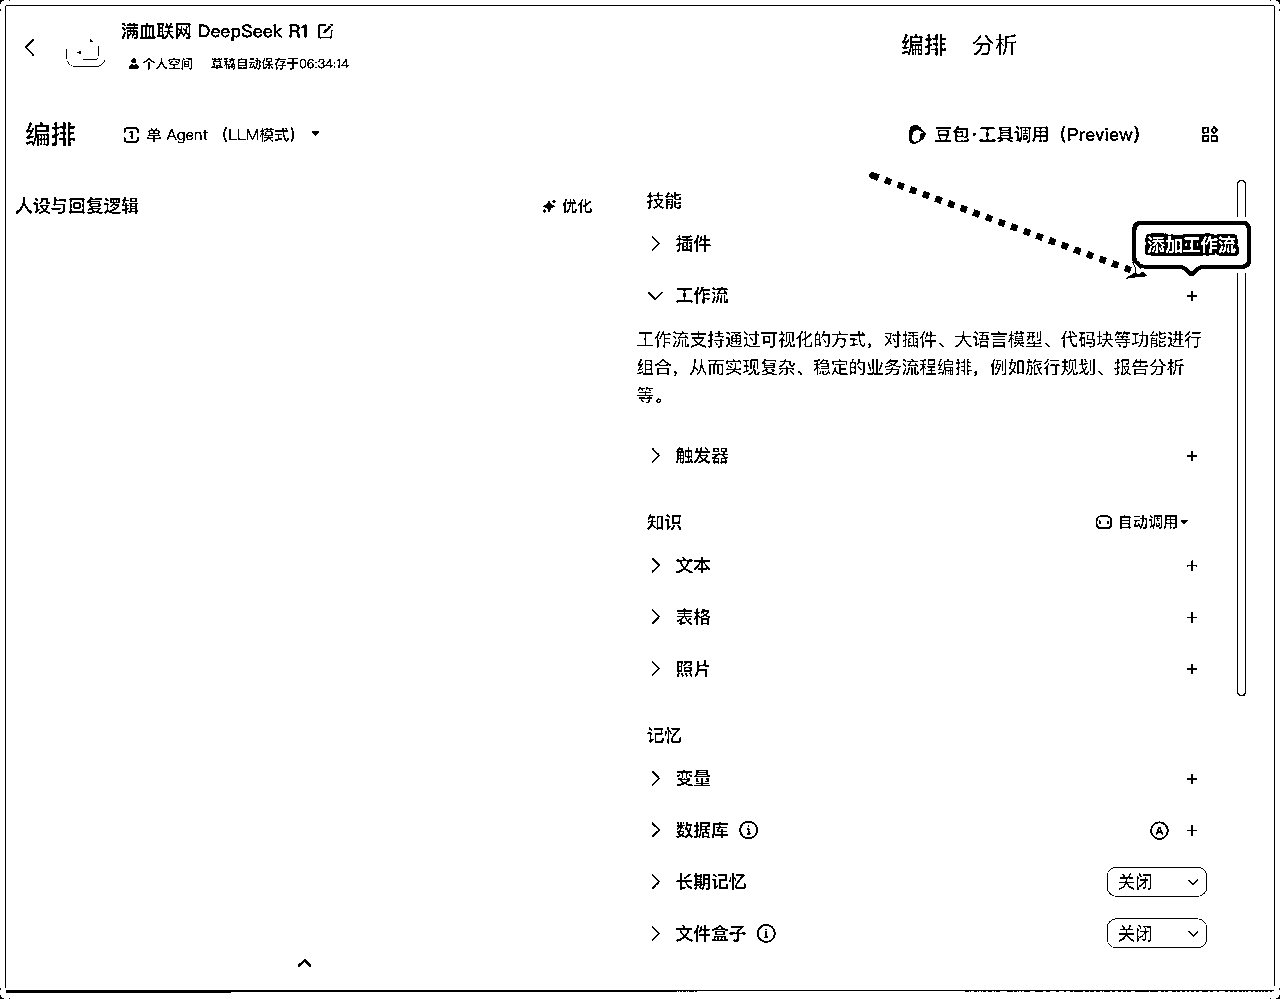 满血联网 DeepSeek R1
个人空间 草稿自动保存于06:34:14
编排 分析
编排
单 Agent （LLM模式）
豆包·工具调用（Preview）
人设与回复逻辑
优化
技能
插件
添加工作流
工作流
工作流支持通过可视化的方式，对插件、大语言模型、代码块等功能进行
组合，从而实现复杂、稳定的业务流程编排，例如旅行规划、报告分析
等。
触发器
知识
自动调用
文本
表格
照片
记忆
变量
数据库
长期记忆
关闭
文件盒子
关闭